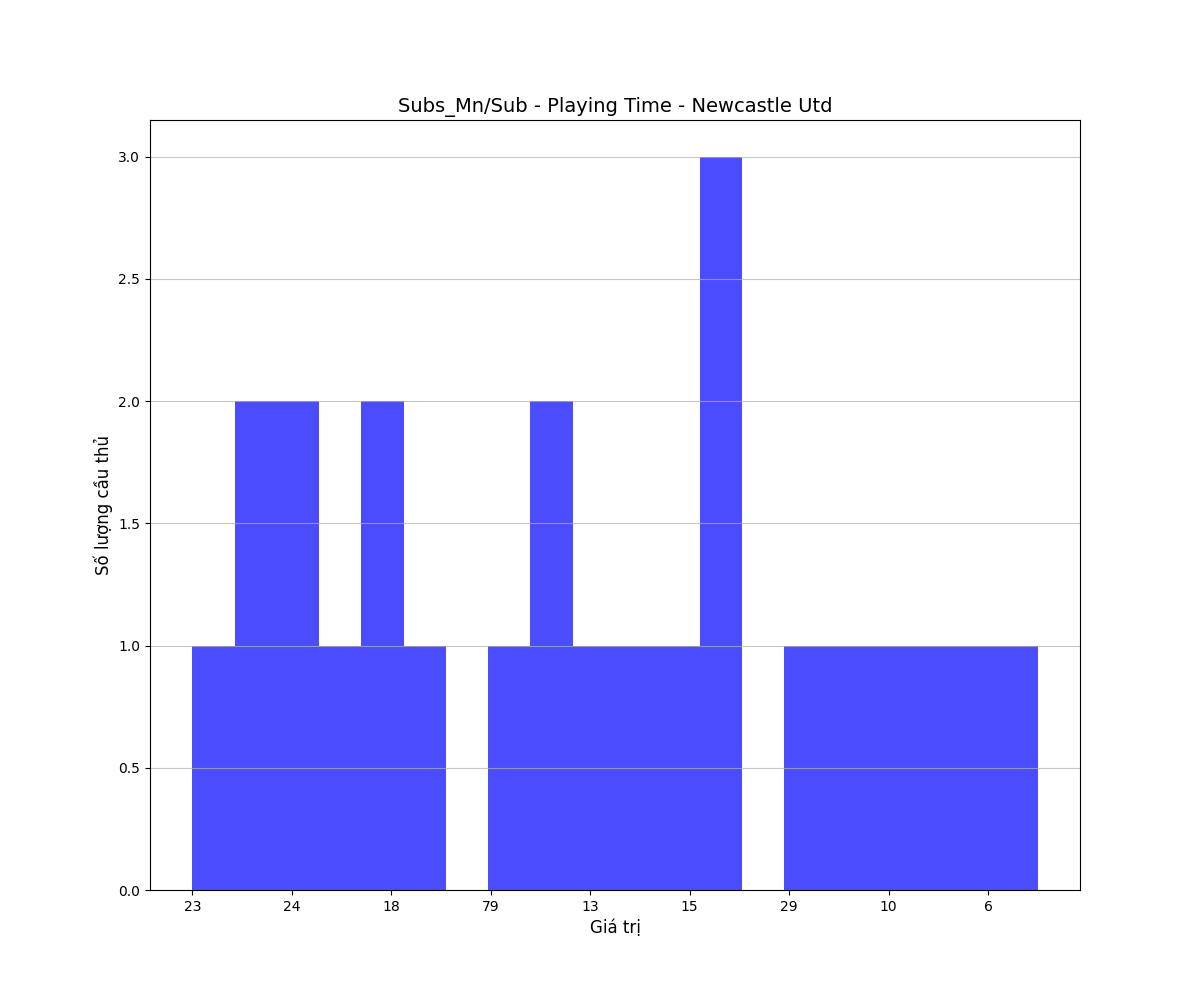 Subs_Mn/Sub - Playing Time - Newcastle Utd
3.0
2.5
2.0
1.5
1.0
0.5
0.0
Số lượng cầu thủ
23 24 18 79 13 15 29 10 6
Giá trị